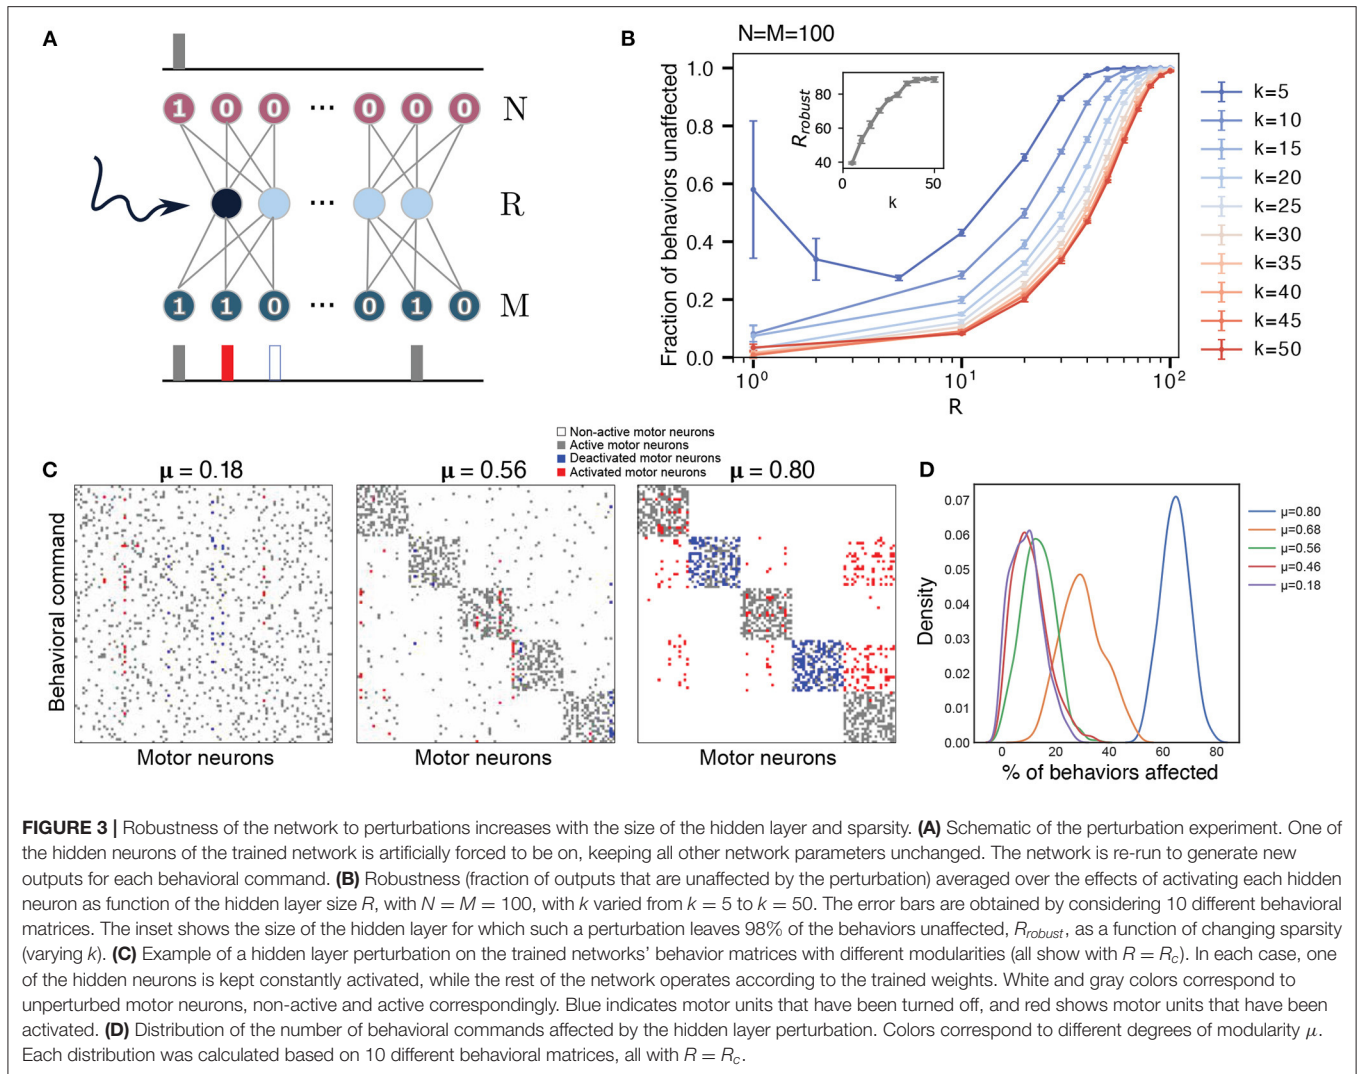 A
1 0 0 ... 0 0 0 N
R
1 1 0 ... 0 1 0 M
B
N=M=100
Fraction of behaviors unaffected
1.0
0.8
0.6
0.4
0.2
0.0
10⁰ 10¹ 10²
R
R_robust
80
60
40
0 50
k
k=5
k=10
k=15
k=20
k=25
k=30
k=35
k=40
k=45
k=50
Non-active motor neurons
Active motor neurons
Deactivated motor neurons
Activated motor neurons
C
μ = 0.18 μ = 0.56 μ = 0.80
Behavioral command
Motor neurons Motor neurons Motor neurons
D
Density
0.07
0.06
0.05
0.04
0.03
0.02
0.01
0.00
0 20 40 60 80
% of behaviors affected
μ=0.80
μ=0.68
μ=0.56
μ=0.46
μ=0.18
FIGURE 3 | Robustness of the network to perturbations increases with the size of the hidden layer and sparsity. (A) Schematic of the perturbation experiment. One of
the hidden neurons of the trained network is artificially forced to be on, keeping all other network parameters unchanged. The network is re-run to generate new
outputs for each behavioral command. (B) Robustness (fraction of outputs that are unaffected by the perturbation) averaged over the effects of activating each hidden
neuron as function of the hidden layer size R, with N = M = 100, with k varied from k = 5 to k = 50. The error bars are obtained by considering 10 different behavioral
matrices. The inset shows the size of the hidden layer for which such a perturbation leaves 98% of the behaviors unaffected, R_robust, as a function of changing sparsity
(varying k). (C) Example of a hidden layer perturbation on the trained networks' behavior matrices with different modularities (all show with R = R_c). In each case, one
of the hidden neurons is kept constantly activated, while the rest of the network operates according to the trained weights. White and gray colors correspond to
unperturbed motor neurons, non-active and active correspondingly. Blue indicates motor units that have been turned off, and red shows motor units that have been
activated. (D) Distribution of the number of behavioral commands affected by the hidden layer perturbation. Colors correspond to different degrees of modularity μ.
Each distribution was calculated based on 10 different behavioral matrices, all with R = R_c.